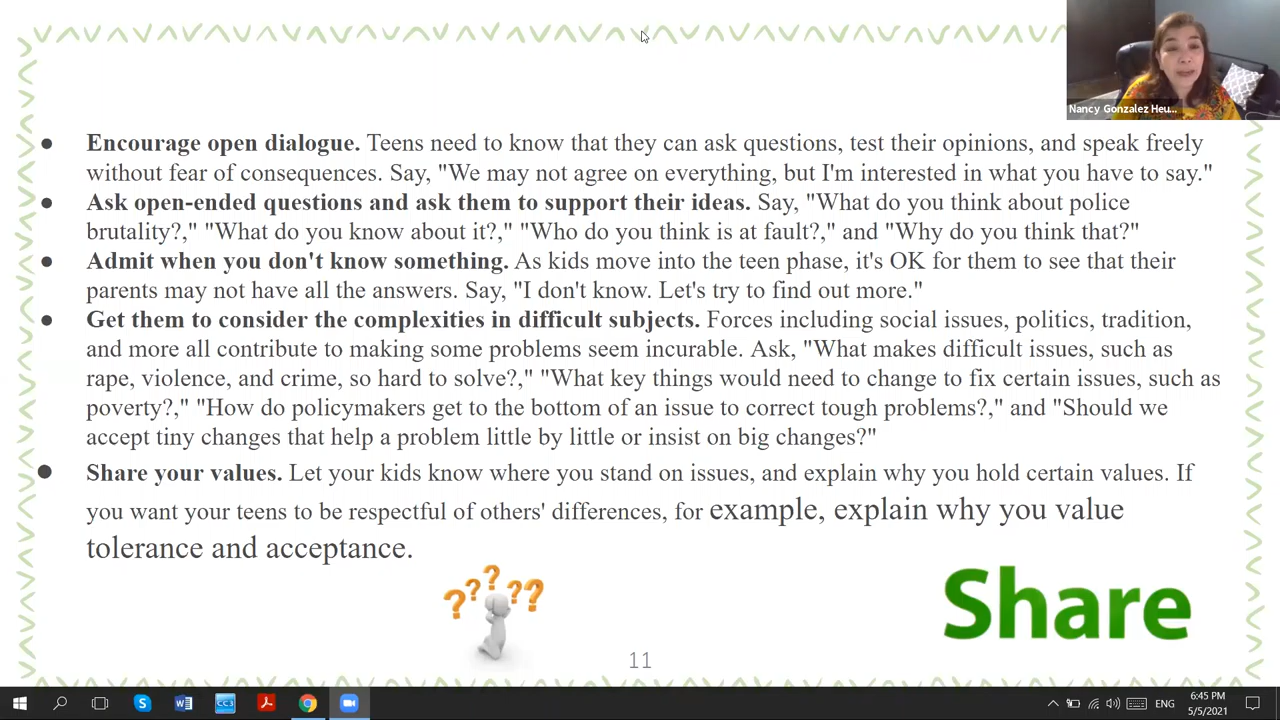 Nancy Gonzalez Heu...
● Encourage open dialogue. Teens need to know that they can ask questions, test their opinions, and speak freely
without fear of consequences. Say, "We may not agree on everything, but I'm interested in what you have to say."
● Ask open-ended questions and ask them to support their ideas. Say, "What do you think about police
brutality?," "What do you know about it?," "Who do you think is at fault?," and "Why do you think that?"
● Admit when you don't know something. As kids move into the teen phase, it's OK for them to see that their
parents may not have all the answers. Say, "I don't know. Let's try to find out more."
● Get them to consider the complexities in difficult subjects. Forces including social issues, politics, tradition,
and more all contribute to making some problems seem incurable. Ask, "What makes difficult issues, such as
rape, violence, and crime, so hard to solve?," "What key things would need to change to fix certain issues, such as
poverty?," "How do policymakers get to the bottom of an issue to correct tough problems?," and "Should we
accept tiny changes that help a problem little by little or insist on big changes?"
● Share your values. Let your kids know where you stand on issues, and explain why you hold certain values. If
you want your teens to be respectful of others' differences, for example, explain why you value
tolerance and acceptance.
? ? ? ? ?
Share
11
CC3
ENG
6:45 PM
5/5/2021